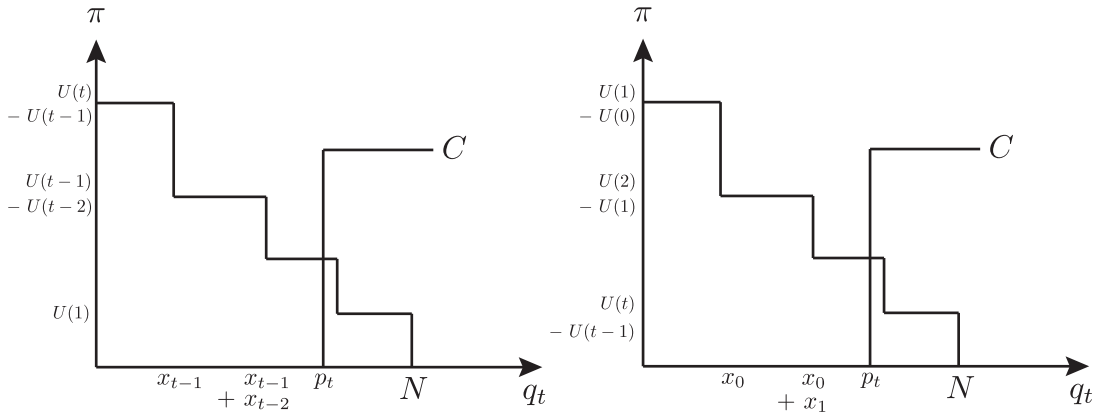 π
U(t)
− U(t−1)
U(t−1)
− U(t−2)
U(1)
C
x_{t−1}
x_{t−1}
+ x_{t−2}
p_t
N
q_t
π
U(1)
− U(0)
U(2)
− U(1)
U(t)
− U(t−1)
C
x_0
x_0
+ x_1
p_t
N
q_t